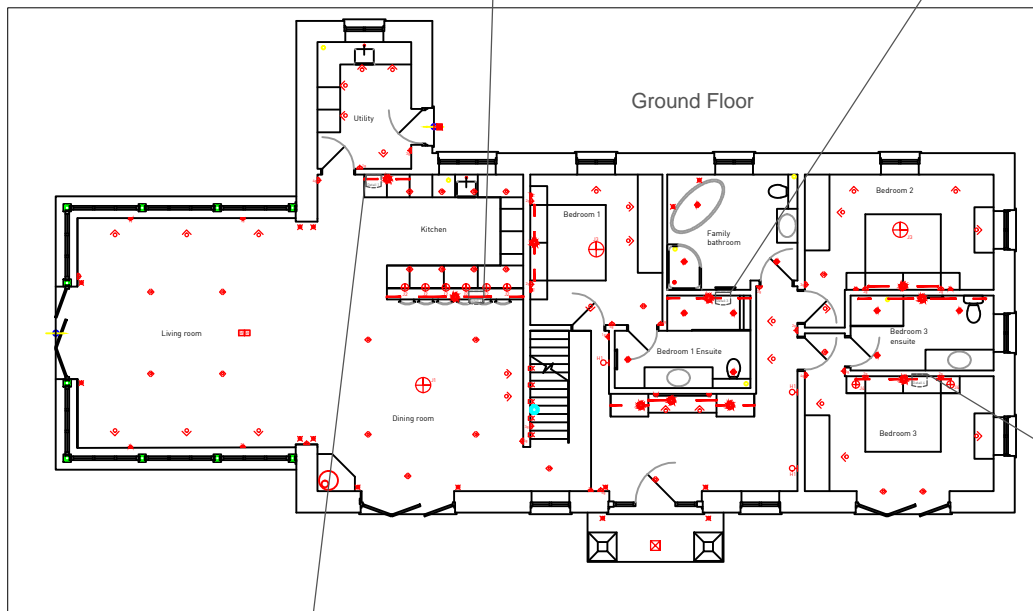 Ground Floor
Utility
Bedroom 2
Bedroom 1
Kitchen
Family
bathroom
Living room
Bedroom 3
ensuite
Bedroom 1 Ensuite
Dining room
Bedroom 3